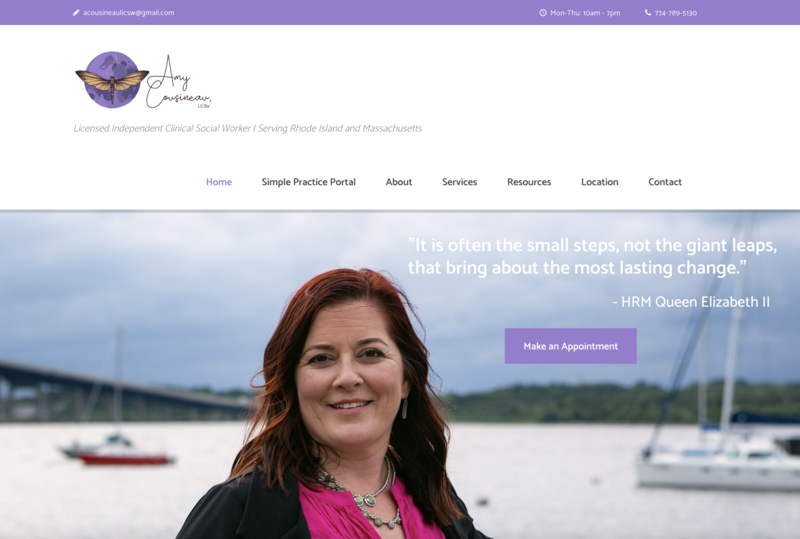 acousineaulicsw@gmail.com
Mon-Thu: 10am - 7pm
774-789-5130
Amy
Cousineau,
LICSW
Licensed Independent Clinical Social Worker | Serving Rhode Island and Massachusetts
Home Simple Practice Portal About Services Resources Location Contact
"It is often the small steps, not the giant leaps,
that bring about the most lasting change."
- HRM Queen Elizabeth II
Make an Appointment